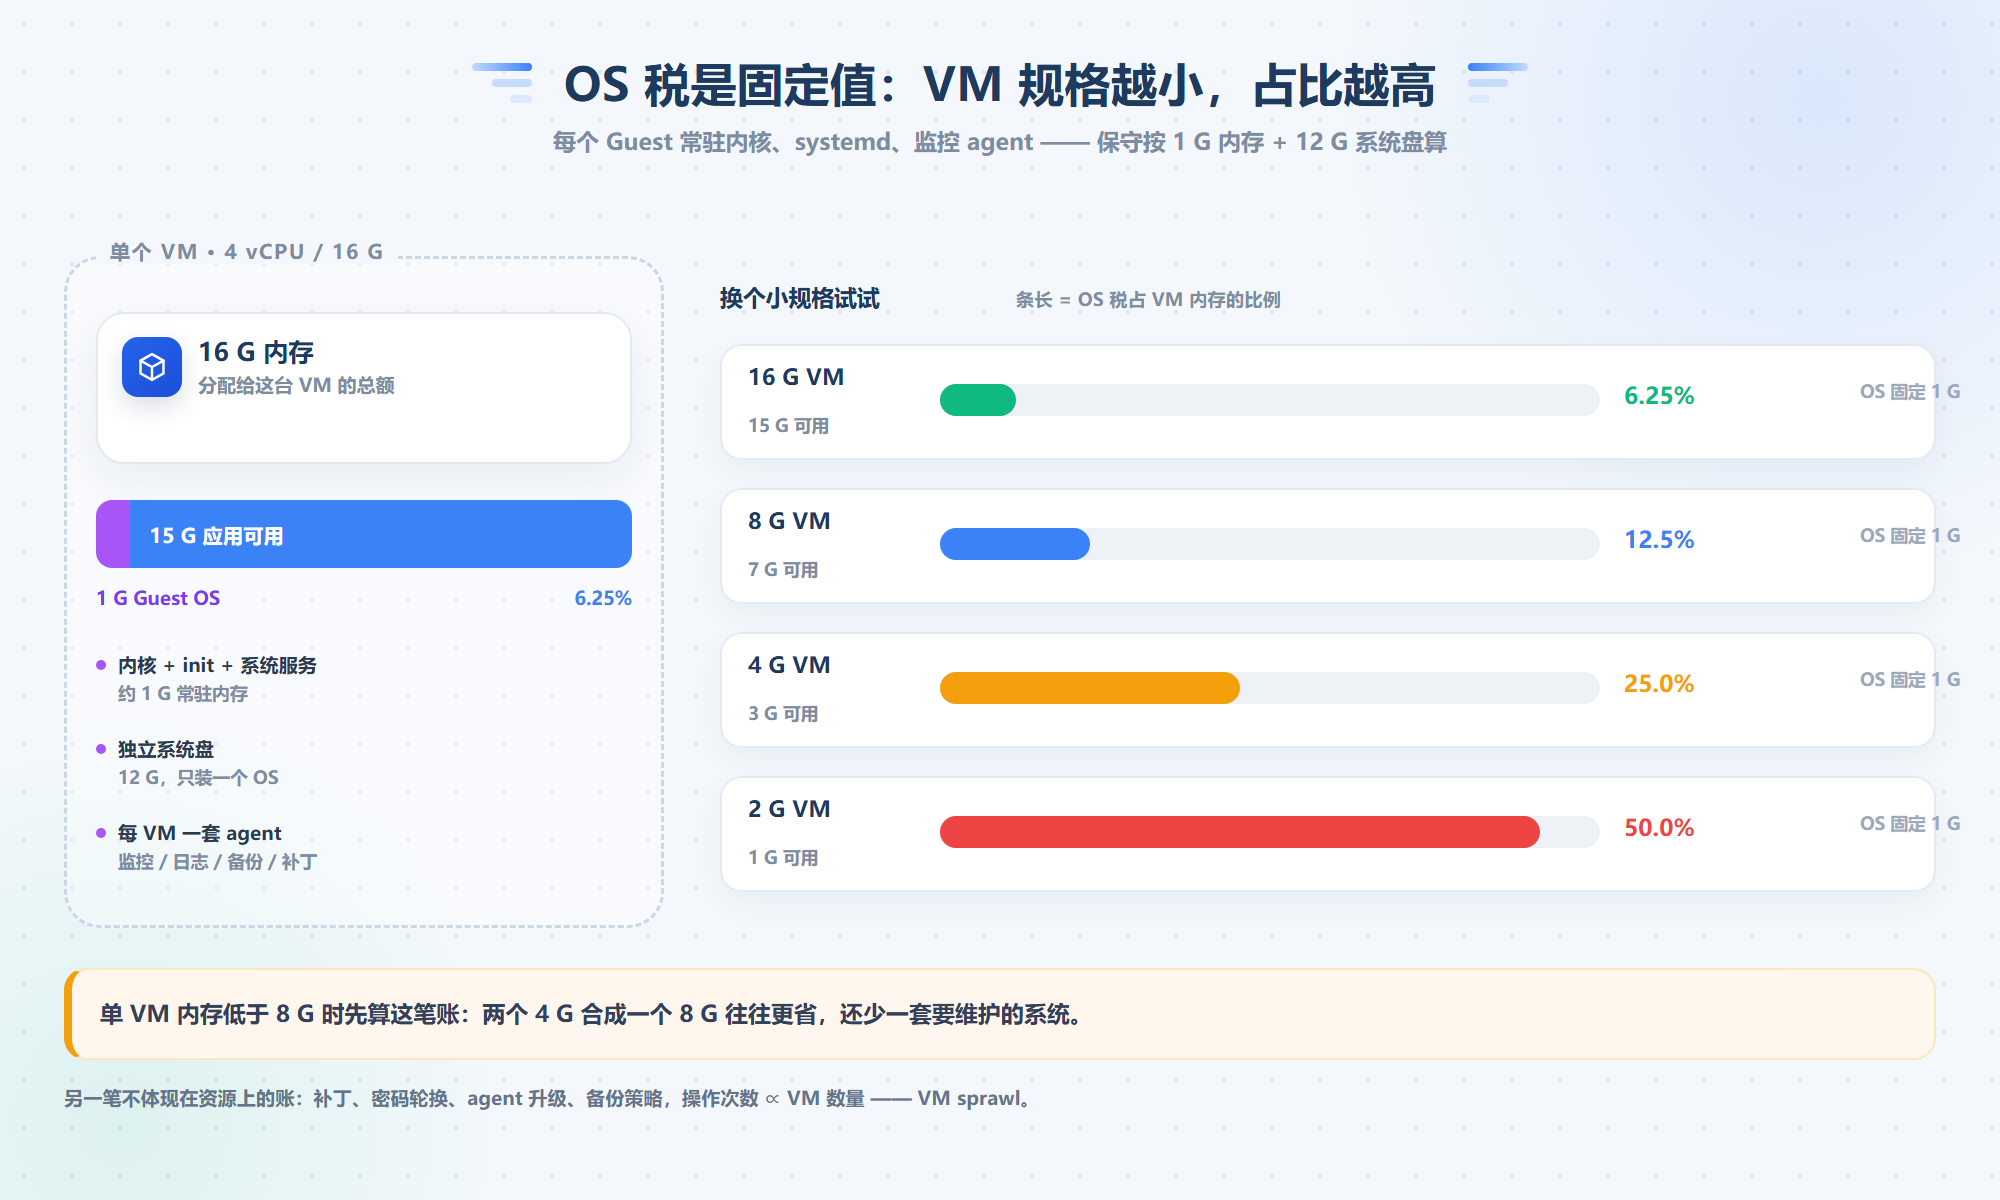 OS 税是固定值：VM 规格越小，占比越高
每个 Guest 常驻内核、systemd、监控 agent —— 保守按 1 G 内存 + 12 G 系统盘算
单个 VM • 4 vCPU / 16 G
16 G 内存
分配给这台 VM 的总额
15 G 应用可用
1 G Guest OS
6.25%
内核 + init + 系统服务
约 1 G 常驻内存
独立系统盘
12 G，只装一个 OS
每 VM 一套 agent
监控 / 日志 / 备份 / 补丁
换个小规格试试
条长 = OS 税占 VM 内存的比例
16 G VM
15 G 可用
6.25%
OS 固定 1 G
8 G VM
7 G 可用
12.5%
OS 固定 1 G
4 G VM
3 G 可用
25.0%
OS 固定 1 G
2 G VM
1 G 可用
50.0%
OS 固定 1 G
单 VM 内存低于 8 G 时先算这笔账：两个 4 G 合成一个 8 G 往往更省，还少一套要维护的系统。
另一笔不体现在资源上的账：补丁、密码轮换、agent 升级、备份策略，操作次数 ∝ VM 数量 —— VM sprawl。